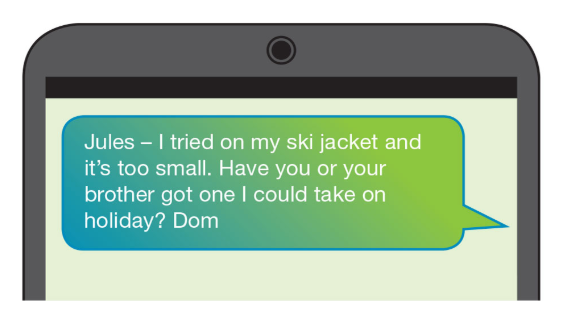 Jules – I tried on my ski jacket and
it's too small. Have you or your
brother got one I could take on
holiday? Dom